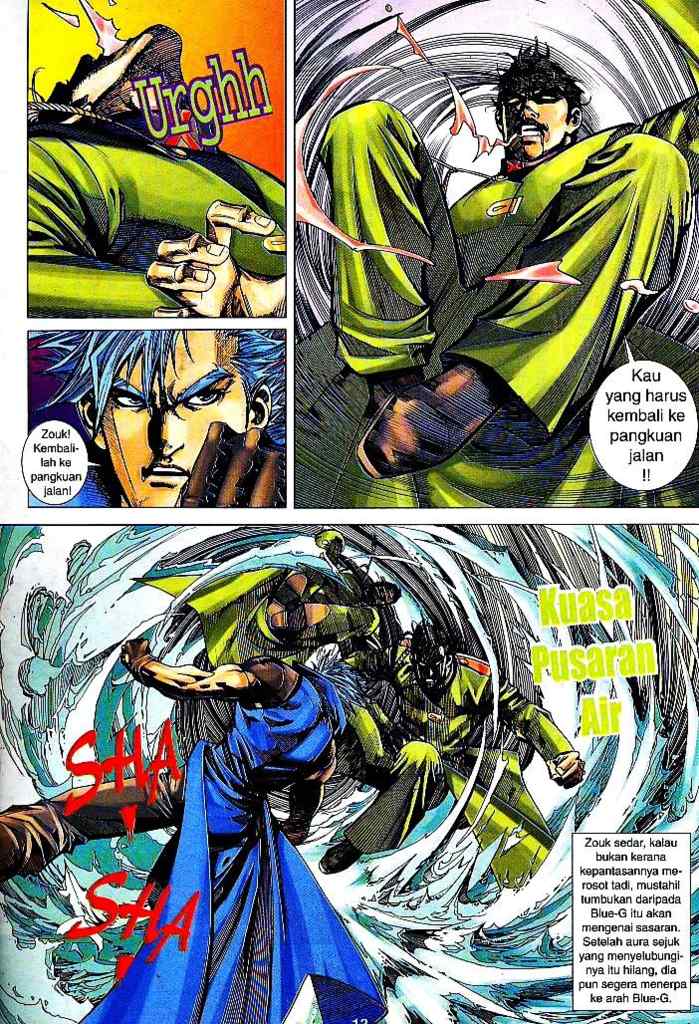 Urghh
Kau
yang harus
kembali ke
pangkuan
jalan
!!
Zouk!
Kembali-
lah ke
pangkuan
jalan!
Kuasa
Pusaran
Air
SHA
SHA
Zouk sedar, kalau
bukan kerana
kepantasannya me-
rosot tadi, mustahil
tumbukan daripada
Blue-G itu akan
mengenai sasaran.
Setelah aura sejuk
yang menyelubungi-
nya itu hilang, dia
pun segera menerpa
ke arah Blue-G.
13